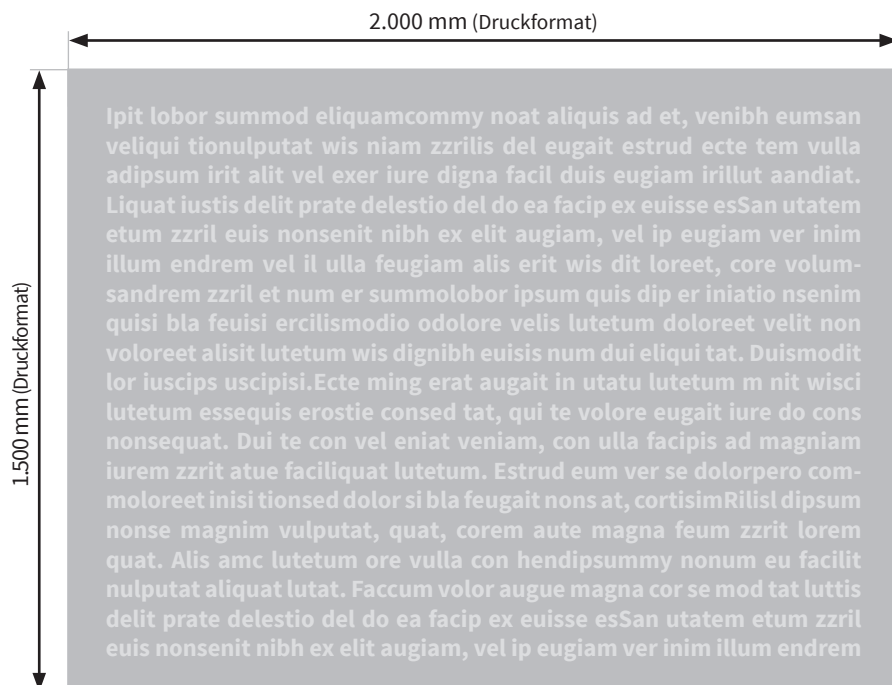 2.000 mm (Druckformat)
1.500 mm (Druckformat)
Ipit lobor summod eliquamcommy noat aliquis ad et, venibh eumsan
veliqui tionulputat wis niam zzrilis del eugait estrud ecte tem vulla
adipsum irit alit vel exer iure digna facil duis eugiam irillut aandiat.
Liquat iustis delit prate delestio del do ea facip ex euisse esSan utatem
etum zzril euis nonsenit nibh ex elit augiam, vel ip eugiam ver inim
illum endrem vel il ulla feugiam alis erit wis dit loreet, core volum-
sandrem zzril et num er summolobor ipsum quis dip er iniatio nsenim
quisi bla feuisi ercilismodio odolore velis lutetum doloreet velit non
voloreet alisit lutetum wis dignibh euisis num dui eliqui tat. Duismodit
lor iuscips uscipisi.Ecte ming erat augait in utatu lutetum m nit wisci
lutetum essequis erostie consed tat, qui te volore eugait iure do cons
nonsequat. Dui te con vel eniat veniam, con ulla facipis ad magniam
iurem zzrit atue faciliquat lutetum. Estrud eum ver se dolorpero com-
moloreet inisi tionsed dolor si bla feugait nons at, cortisimRilisl dipsum
nonse magnim vulputat, quat, corem aute magna feum zzrit lorem
quat. Alis amc lutetum ore vulla con hendipsummy nonum eu facilit
nulputat aliquat lutat. Faccum volor augue magna cor se mod tat luttis
delit prate delestio del do ea facip ex euisse esSan utatem etum zzril
euis nonsenit nibh ex elit augiam, vel ip eugiam ver inim illum endrem